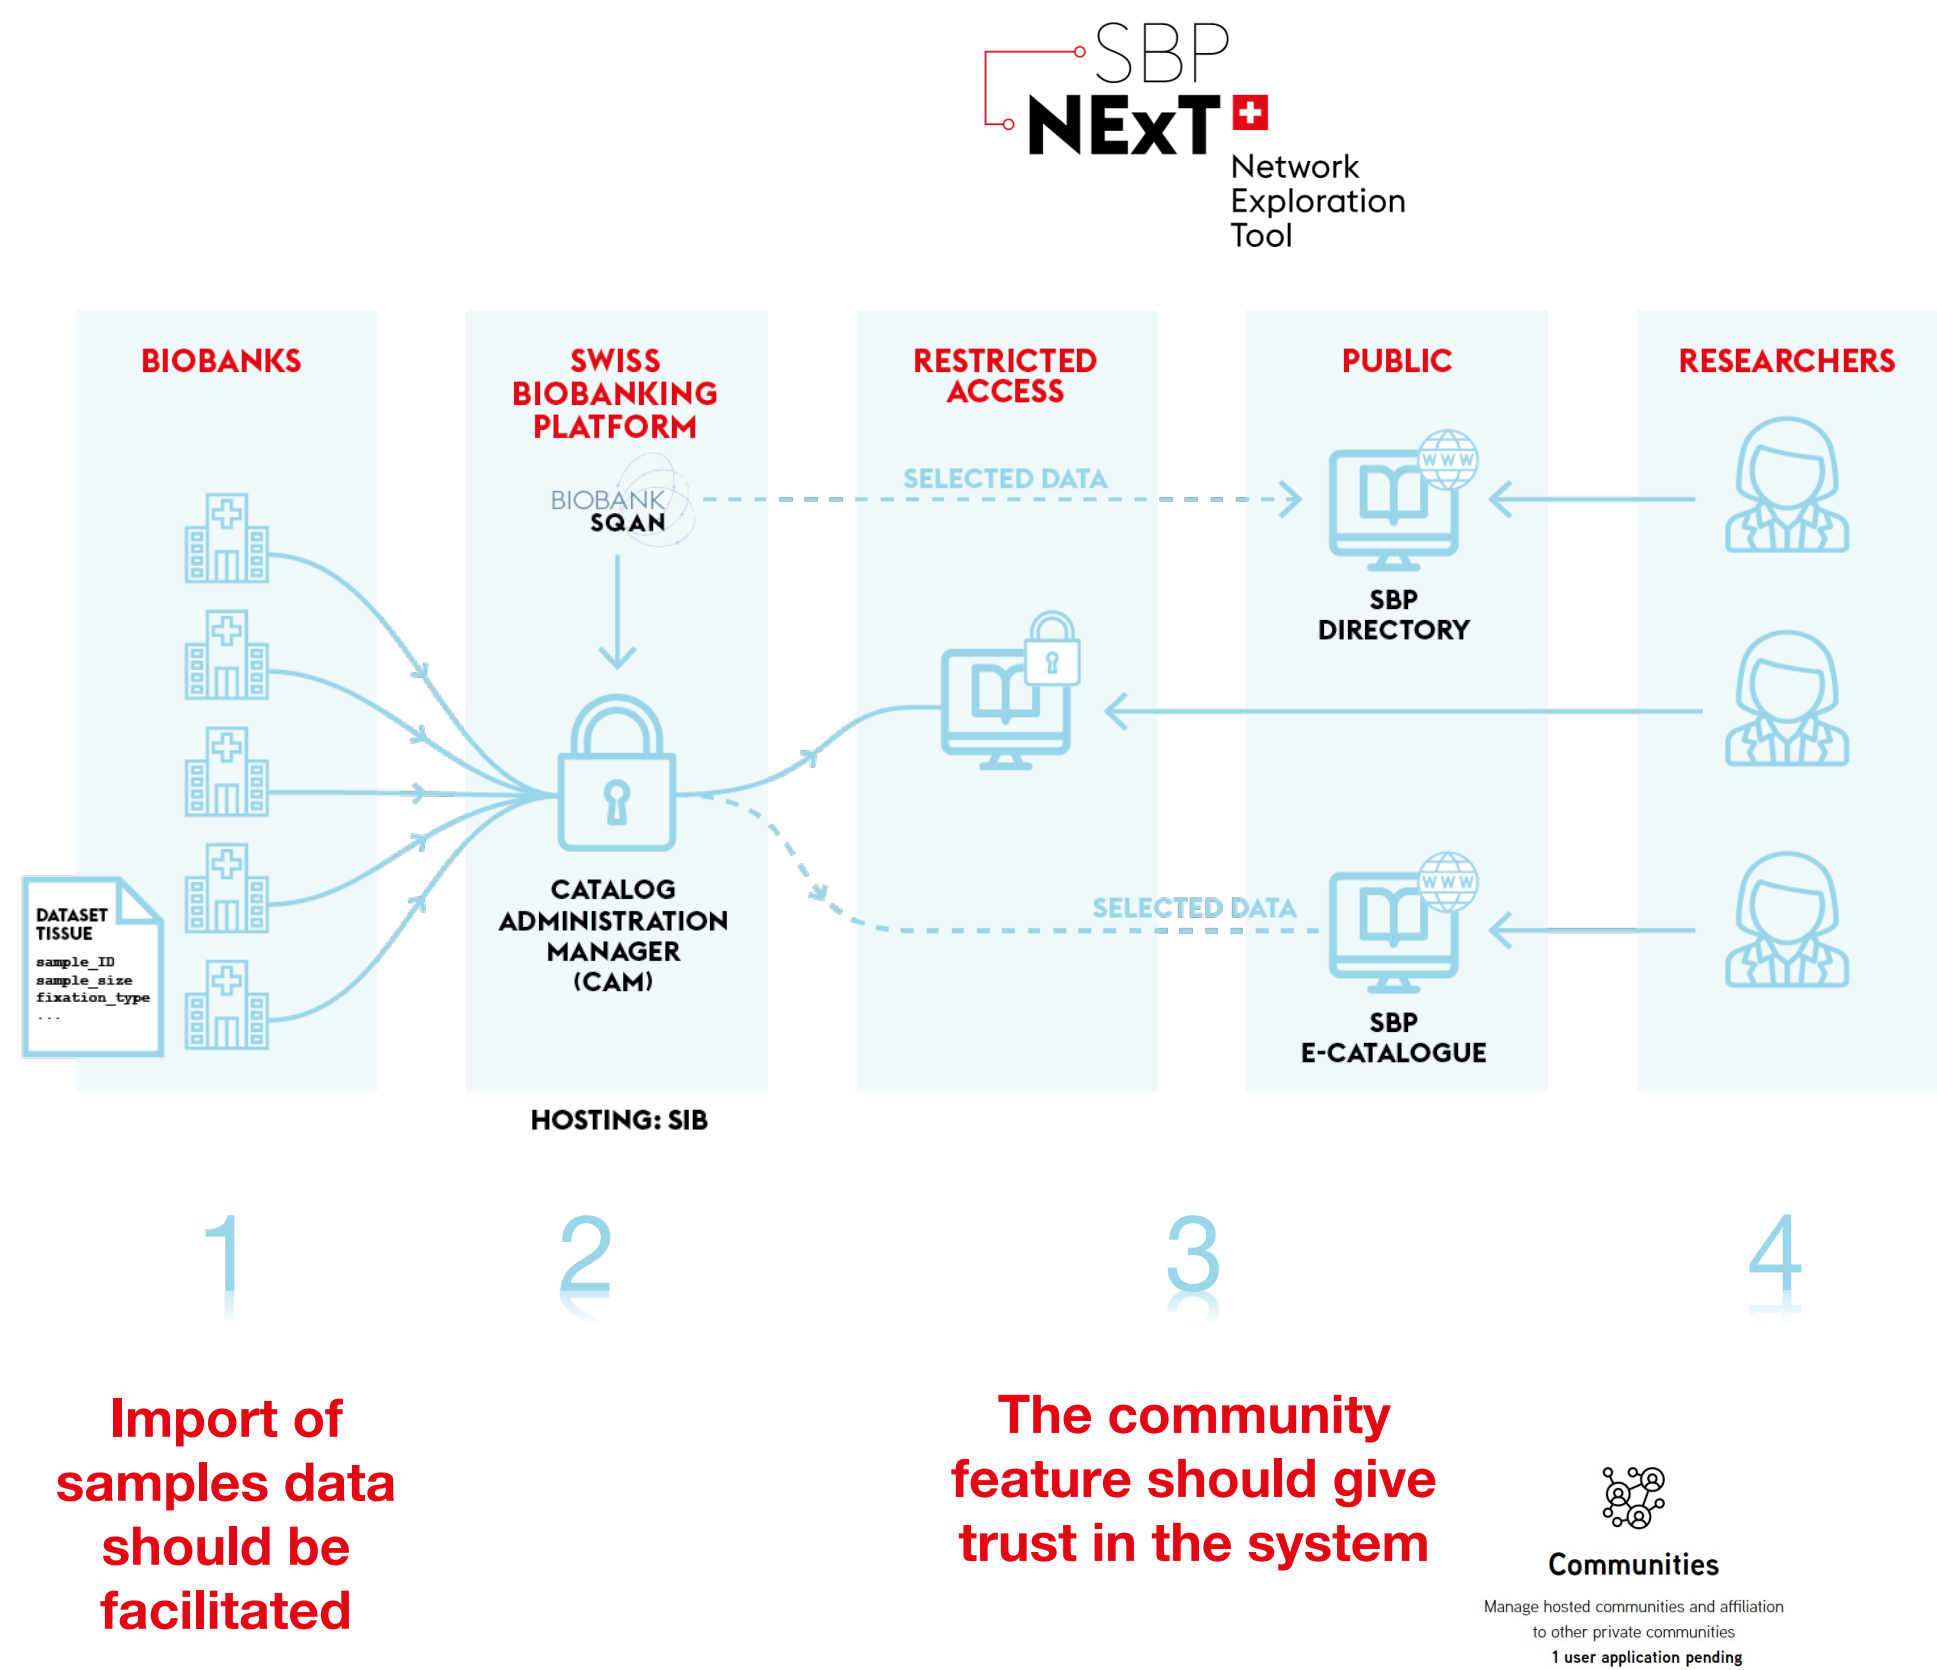 SBP
NExT
Network
Exploration
Tool
BIOBANKS
SWISS
BIOBANKING
PLATFORM
RESTRICTED
ACCESS
PUBLIC
RESEARCHERS
BIOBANK
SQAN
SELECTED DATA
WWW
SBP
DIRECTORY
DATASET
TISSUE
sample_ID
sample_size
fixation_type
...
CATALOG
ADMINISTRATION
MANAGER
(CAM)
SELECTED DATA
WWW
SBP
E-CATALOGUE
HOSTING: SIB
1
2
3
4
Import of
samples data
should be
facilitated
The community
feature should give
trust in the system
Communities
Manage hosted communities and affiliation
to other private communities
1 user application pending